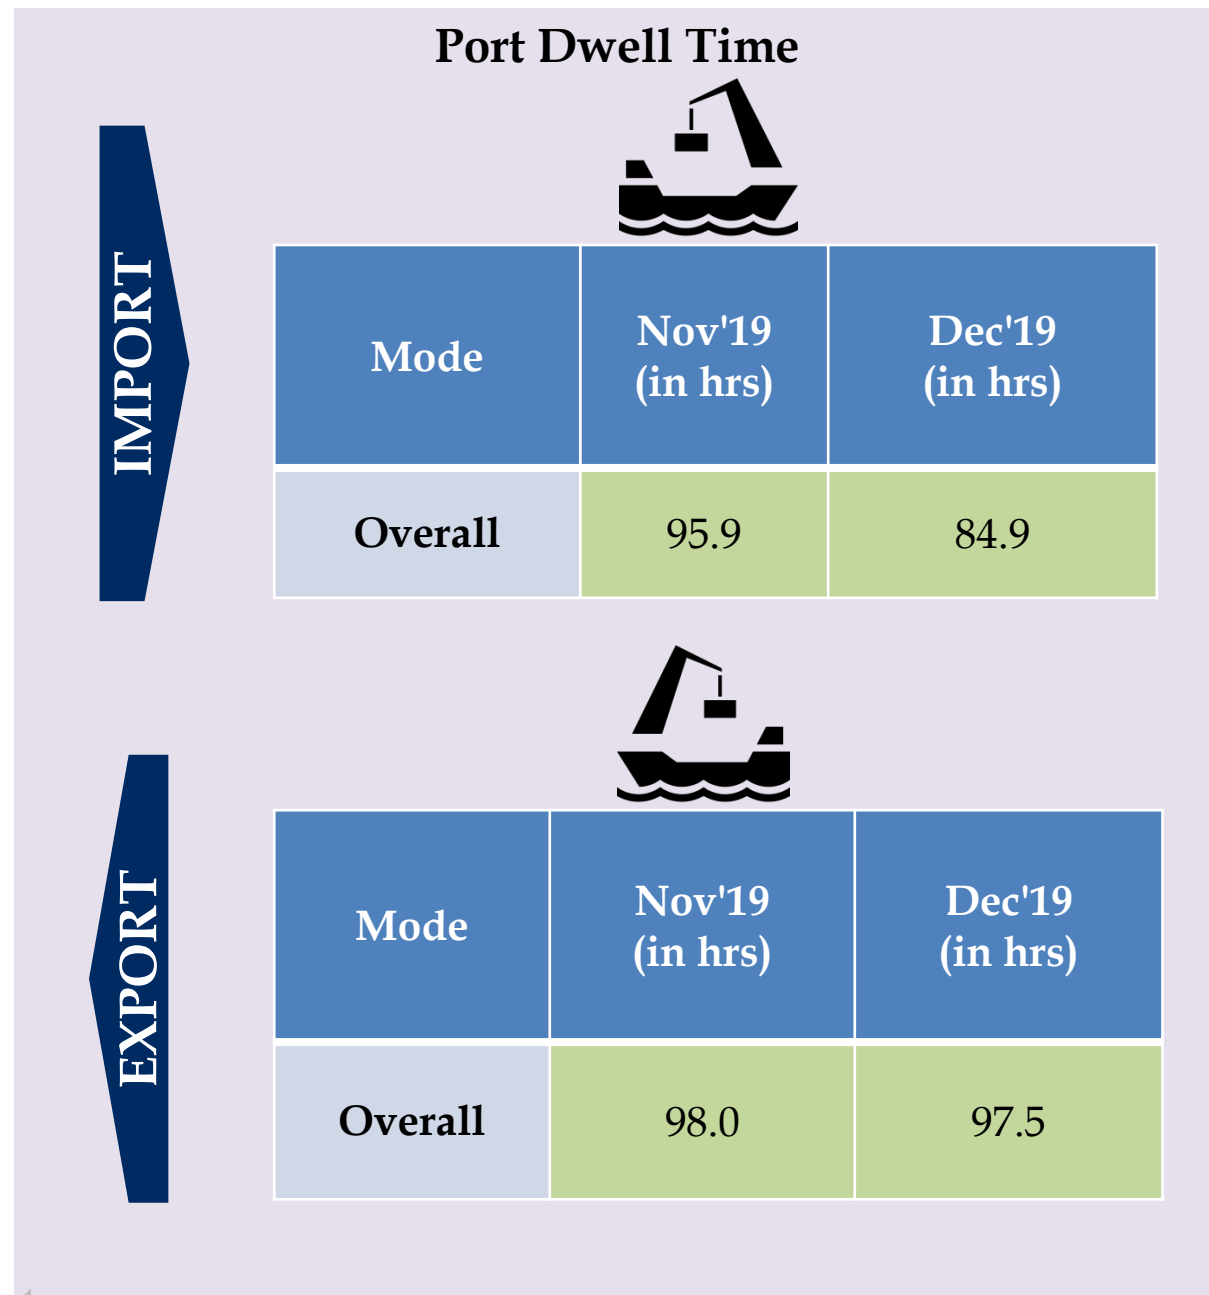 Port Dwell Time
IMPORT
Mode
Nov'19
(in hrs)
Dec'19
(in hrs)
Overall
95.9
84.9
EXPORT
Mode
Nov'19
(in hrs)
Dec'19
(in hrs)
Overall
98.0
97.5